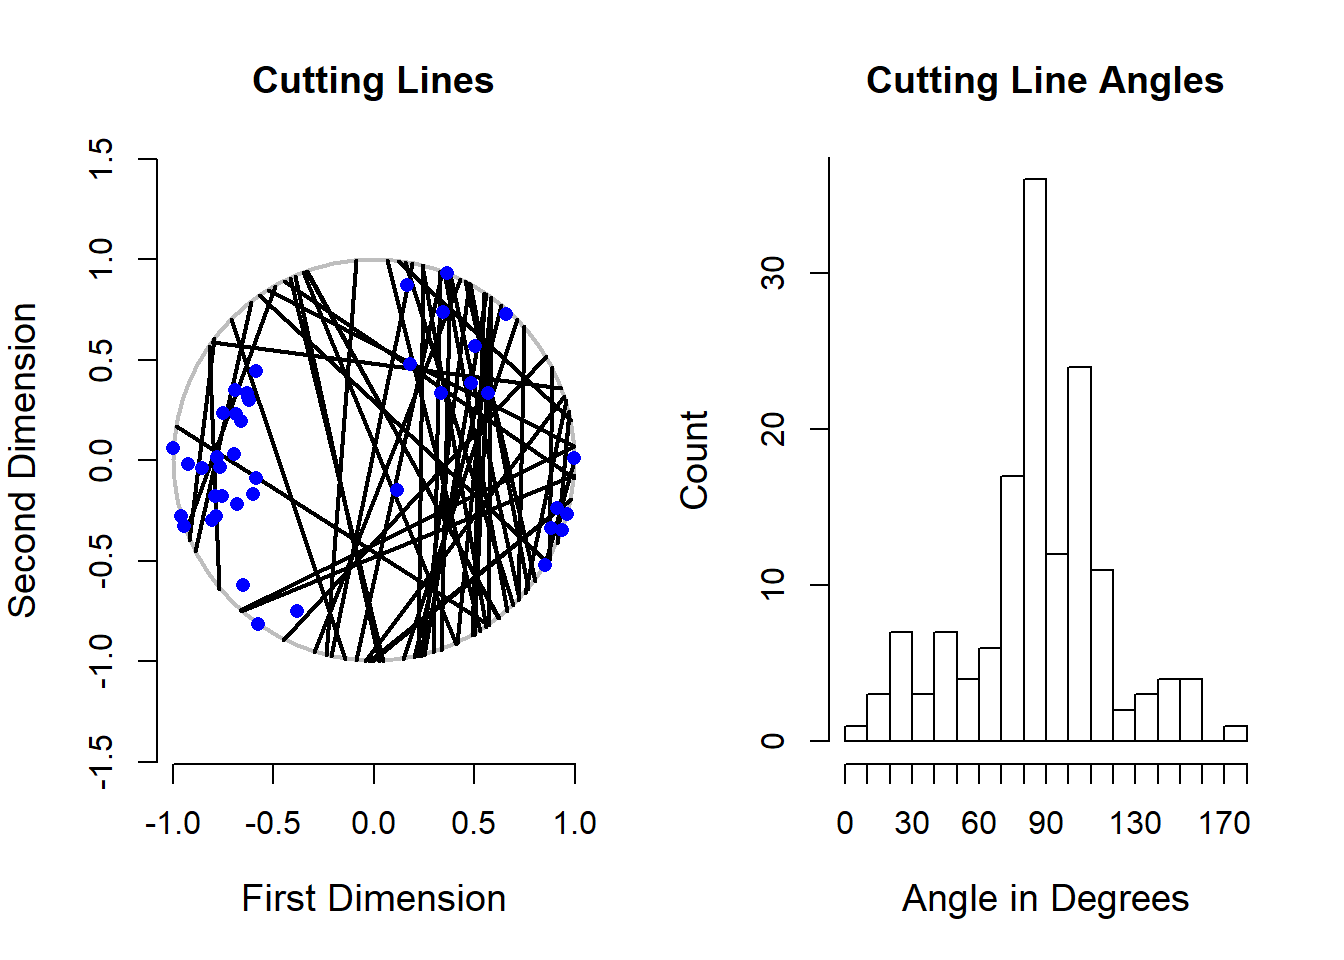 Cutting Lines
1.5
1.0
0.5
0.0
-0.5
-1.0
-1.5
Second Dimension
-1.0 -0.5 0.0 0.5 1.0
First Dimension
Cutting Line Angles
30
20
10
0
Count
0 30 60 90 130 170
Angle in Degrees